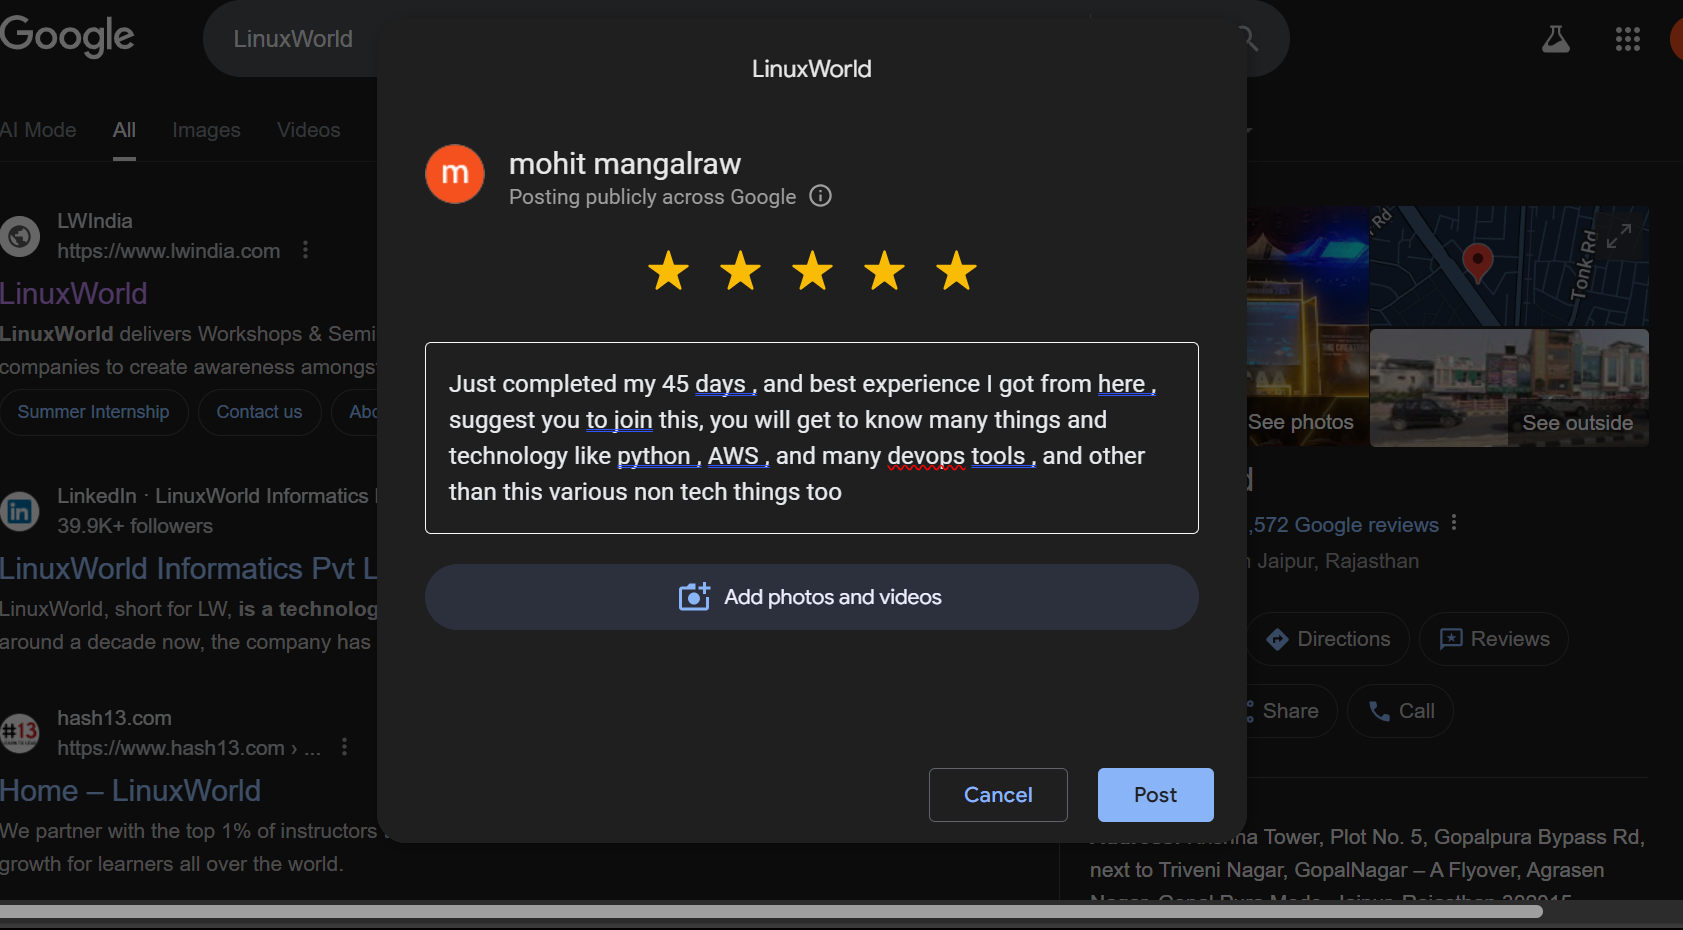 Google
LinuxWorld
AI Mode
All
Images
Videos
LWIndia
https://www.lwindia.com
LinuxWorld
LinuxWorld delivers Workshops & Semi
companies to create awareness amongs
Summer Internship
Contact us
LinkedIn · LinuxWorld Informatics
39.9K+ followers
LinuxWorld Informatics Pvt L
LinuxWorld, short for LW, is a technolog
around a decade now, the company has
#13
hash13.com
https://www.hash13.com › ...
Home – LinuxWorld
We partner with the top 1% of instructors
growth for learners all over the world.
LinuxWorld
m
mohit mangalraw
Posting publicly across Google
Just completed my 45 days , and best experience I got from here ,
suggest you to join this, you will get to know many things and
technology like python , AWS , and many devops tools , and other
than this various non tech things too
Add photos and videos
Cancel
Post
Rd
Tonk Rd
See photos
See outside
,572 Google reviews
Jaipur, Rajasthan
Directions
Reviews
Share
Call
Tower, Plot No. 5, Gopalpura Bypass Rd,
next to Triveni Nagar, GopalNagar – A Flyover, Agrasen